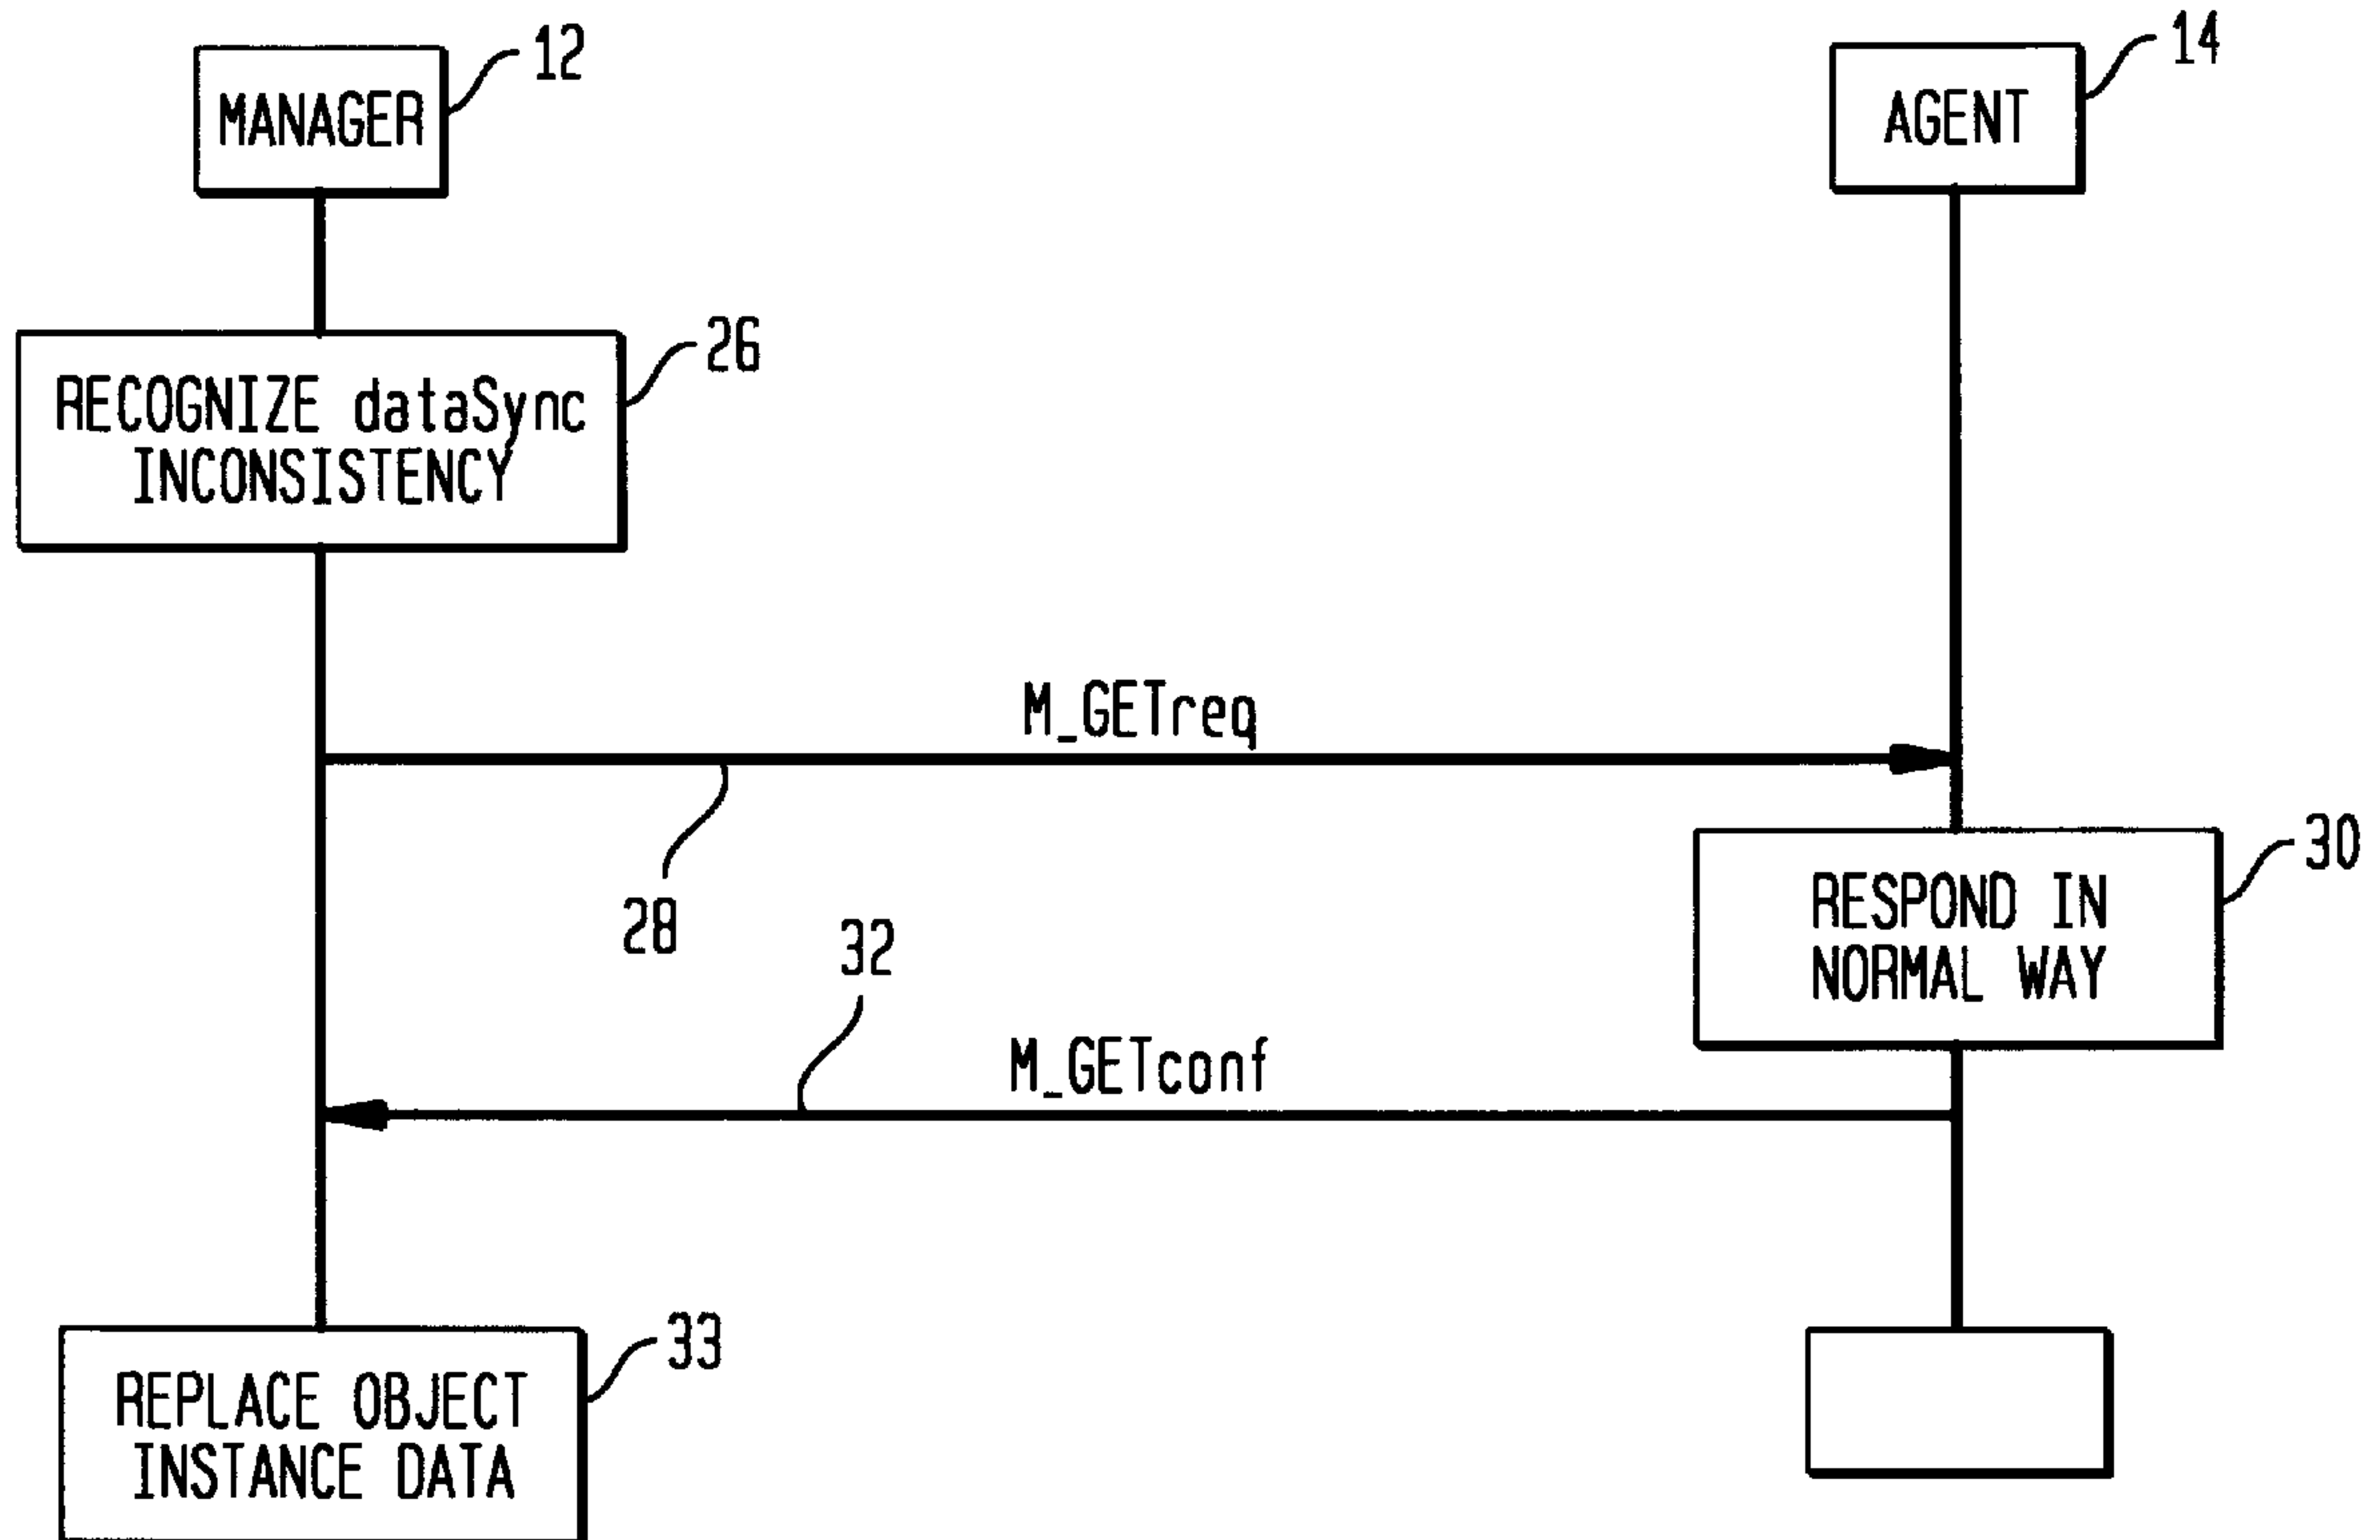 MANAGER
12
AGENT
14
RECOGNIZE dataSync
INCONSISTENCY
26
M_GETreq
28
RESPOND IN
NORMAL WAY
30
32
M_GETconf
REPLACE OBJECT
INSTANCE DATA
33